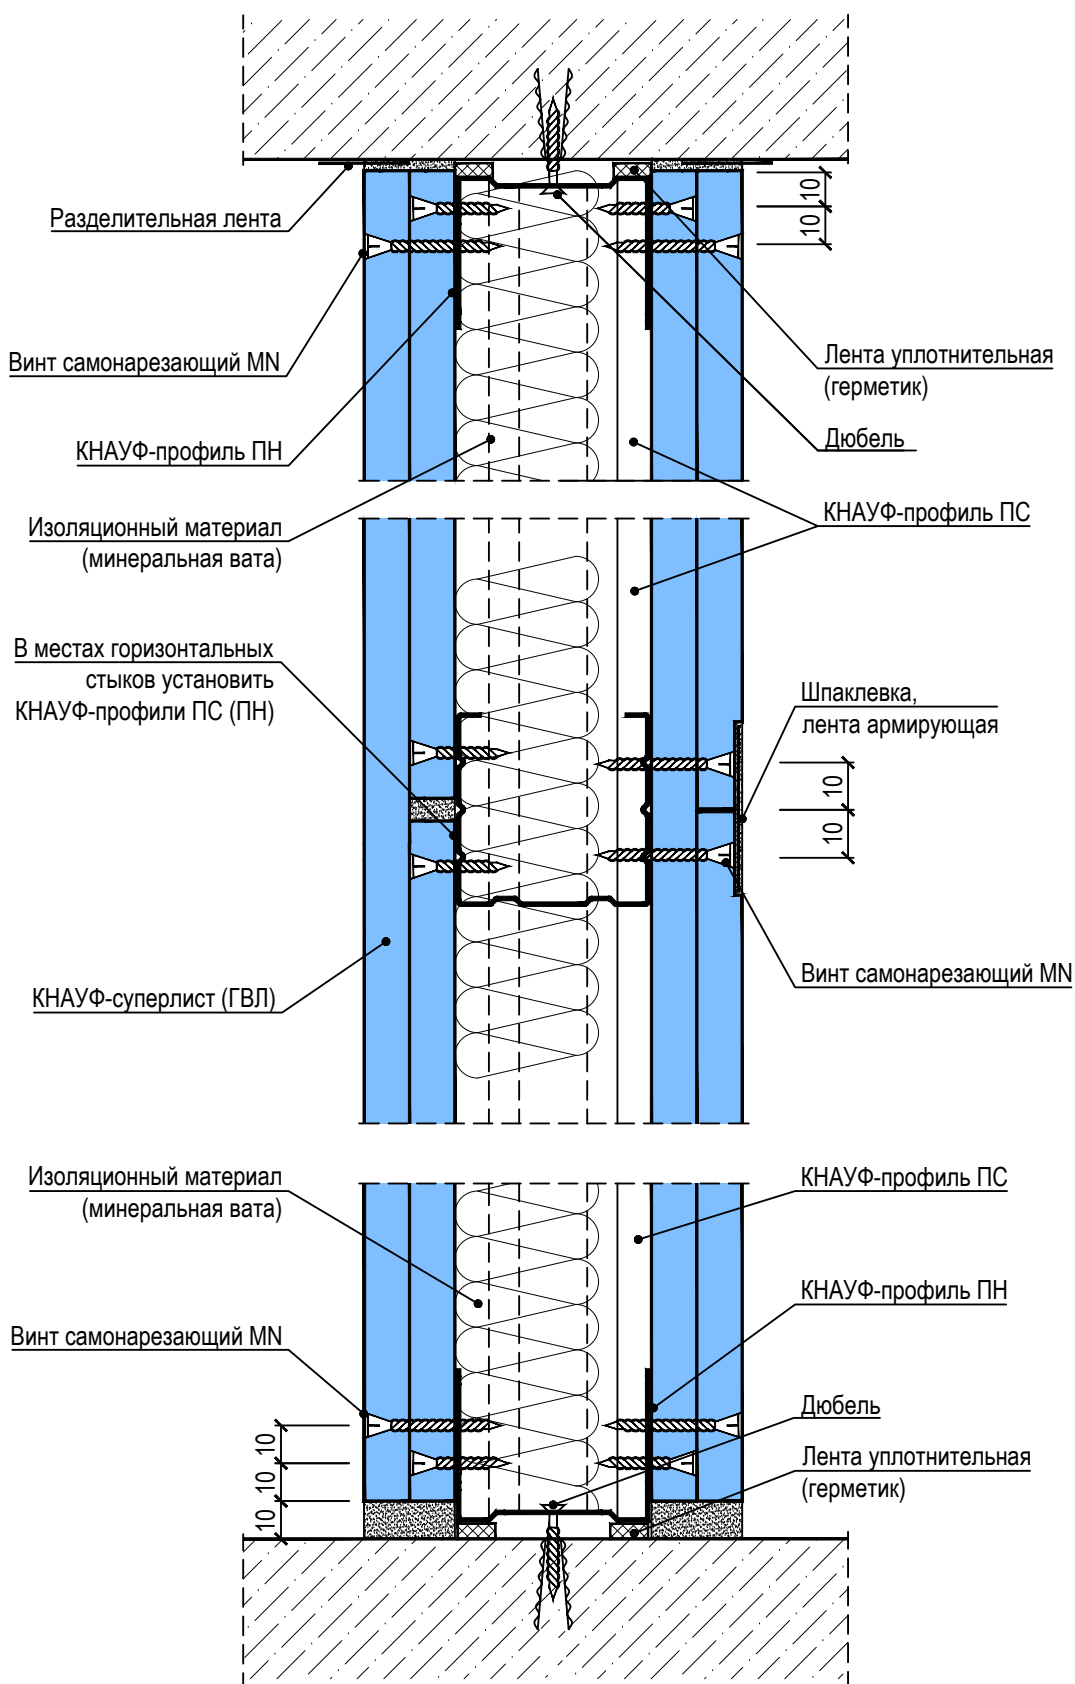 10
10
Разделительная лента
Винт самонарезающий MN
Лента уплотнительная
(герметик)
КНАУФ-профиль ПН
Дюбель
КНАУФ-профиль ПС
Изоляционный материал
(минеральная вата)
В местах горизонтальных
стыков установить
КНАУФ-профили ПС (ПН)
Шпаклевка,
лента армирующая
10
10
Винт самонарезающий MN
КНАУФ-суперлист (ГВЛ)
Изоляционный материал
(минеральная вата)
КНАУФ-профиль ПС
КНАУФ-профиль ПН
Винт самонарезающий MN
Дюбель
Лента уплотнительная
(герметик)
10
10
10